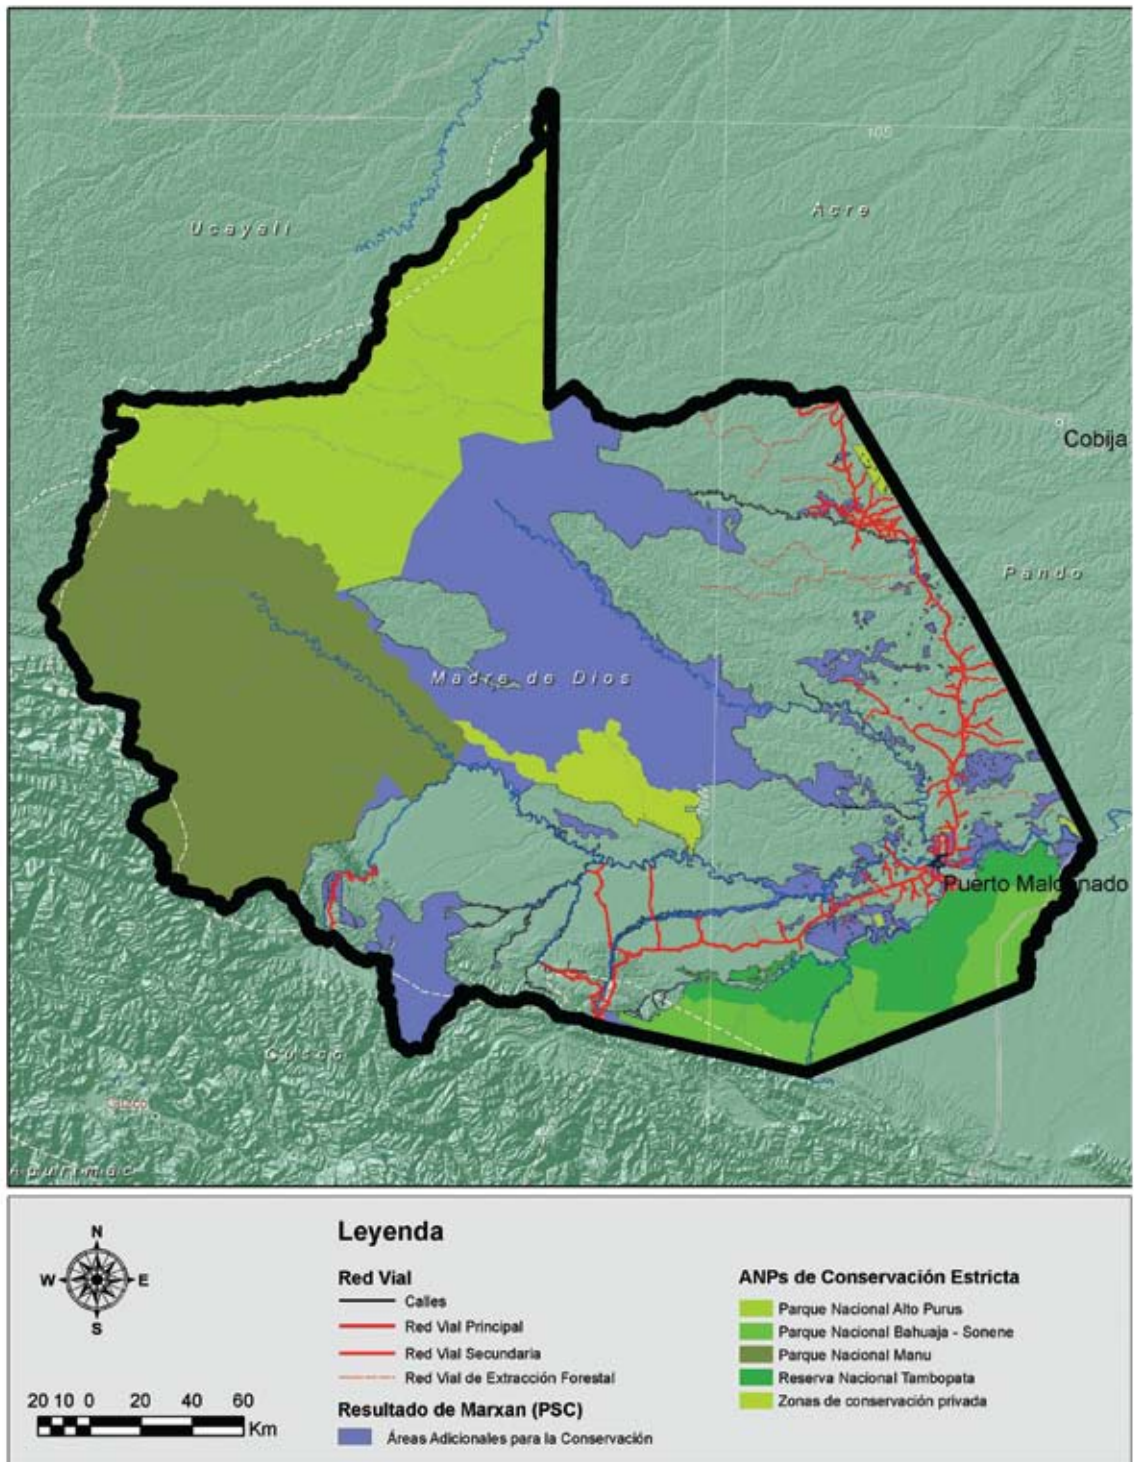 105
Ucayali
Acre
Cobija
Pando
Madre de Dios
Puerto Maldonado
Cusco
Cusco
Apurímac
Leyenda
N
W
E
S
20 10 0 20 40 60
Km
Red Vial
Calles
Red Vial Principal
Red Vial Secundaria
Red Vial de Extracción Forestal
Resultado de Marxan (PSC)
Áreas Adicionales para la Conservación
ANPs de Conservación Estricta
Parque Nacional Alto Purus
Parque Nacional Bahuaja - Sonene
Parque Nacional Manu
Reserva Nacional Tambopata
Zonas de conservación privada